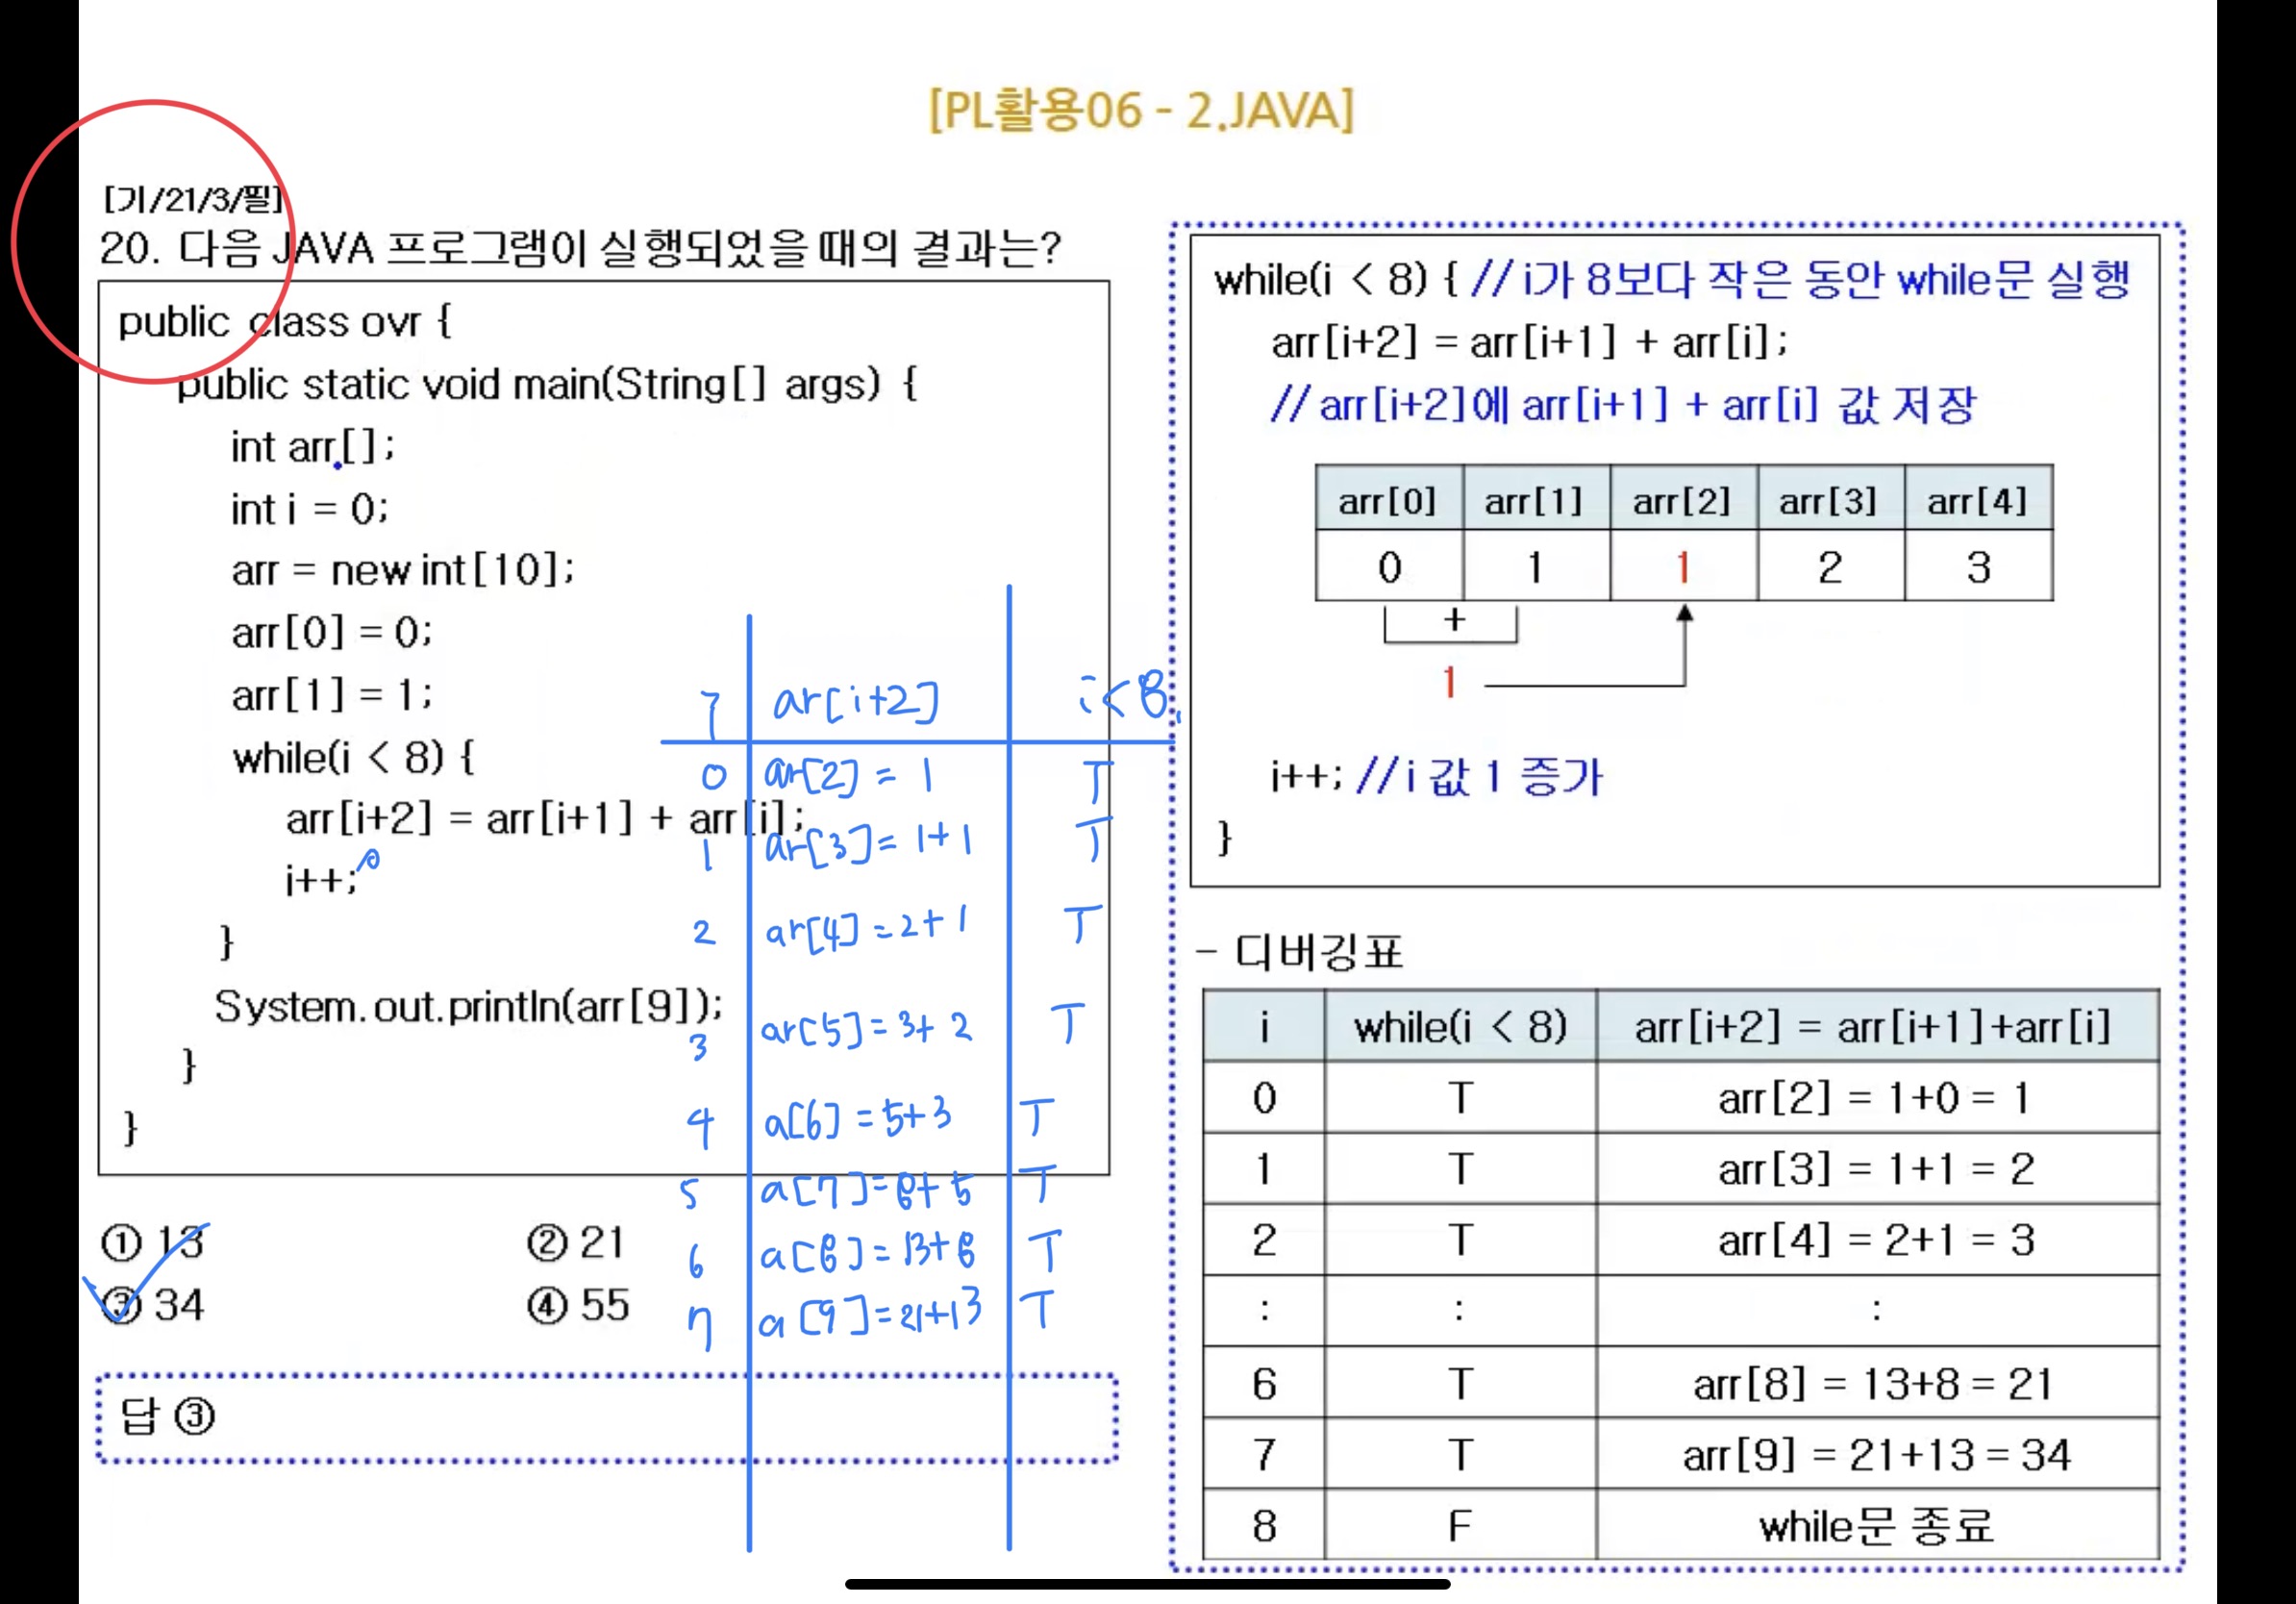 [PL활용06 - 2.JAVA]
[기/21/3/필]
20. 다음 JAVA 프로그램이 실행되었을 때의 결과는?
public class ovr {
public static void main(String[] args) {
int arr[];
int i = 0;
arr = new int[10];
arr[0] = 0;
arr[1] = 1;
while(i < 8) {
arr[i+2] = arr[i+1] + arr[i];
i++;
}
System.out.println(arr[9]);
}
}
ar[i+2] i<8
0 ar[2] = 1 T
1 ar[3] = 1+1 T
2 ar[4] = 2+1 T
3 ar[5] = 3+2 T
4 a[6] = 5+3 T
5 a[7] = 8+5 T
6 a[8] = 13+8 T
7 a[9] = 21+13 T
① 13 ② 21
③ 34 ④ 55
답 ③
while(i < 8) { // i가 8보다 작은 동안 while문 실행
arr[i+2] = arr[i+1] + arr[i];
// arr[i+2]에 arr[i+1] + arr[i] 값 저장
arr[0] arr[1] arr[2] arr[3] arr[4]
0 1 1 2 3
+
1
i++; //i 값 1 증가
}
- 디버깅표
i while(i < 8) arr[i+2] = arr[i+1]+arr[i]
0 T arr[2] = 1+0 = 1
1 T arr[3] = 1+1 = 2
2 T arr[4] = 2+1 = 3
: : :
6 T arr[8] = 13+8 = 21
7 T arr[9] = 21+13 = 34
8 F while문 종료